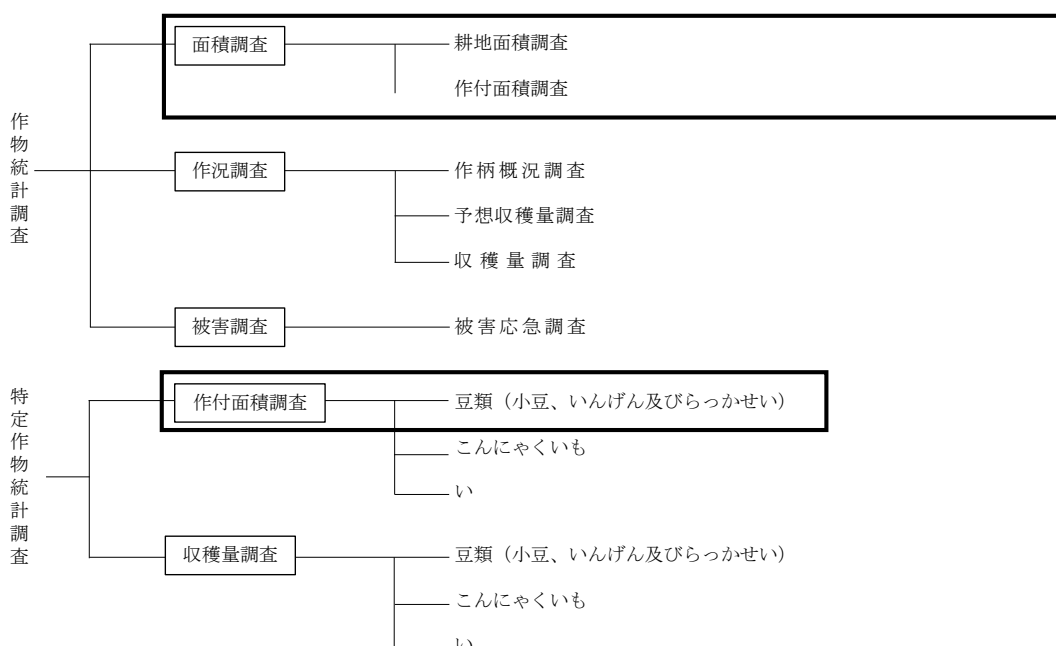 作物統計調査
面積調査
耕地面積調査
作付面積調査
作況調査
作柄概況調査
予想収穫量調査
収穫量調査
被害調査
被害応急調査
特定作物統計調査
作付面積調査
豆類（小豆、いんげん及びらっかせい）
こんにゃくいも
い
収穫量調査
豆類（小豆、いんげん及びらっかせい）
こんにゃくいも
い